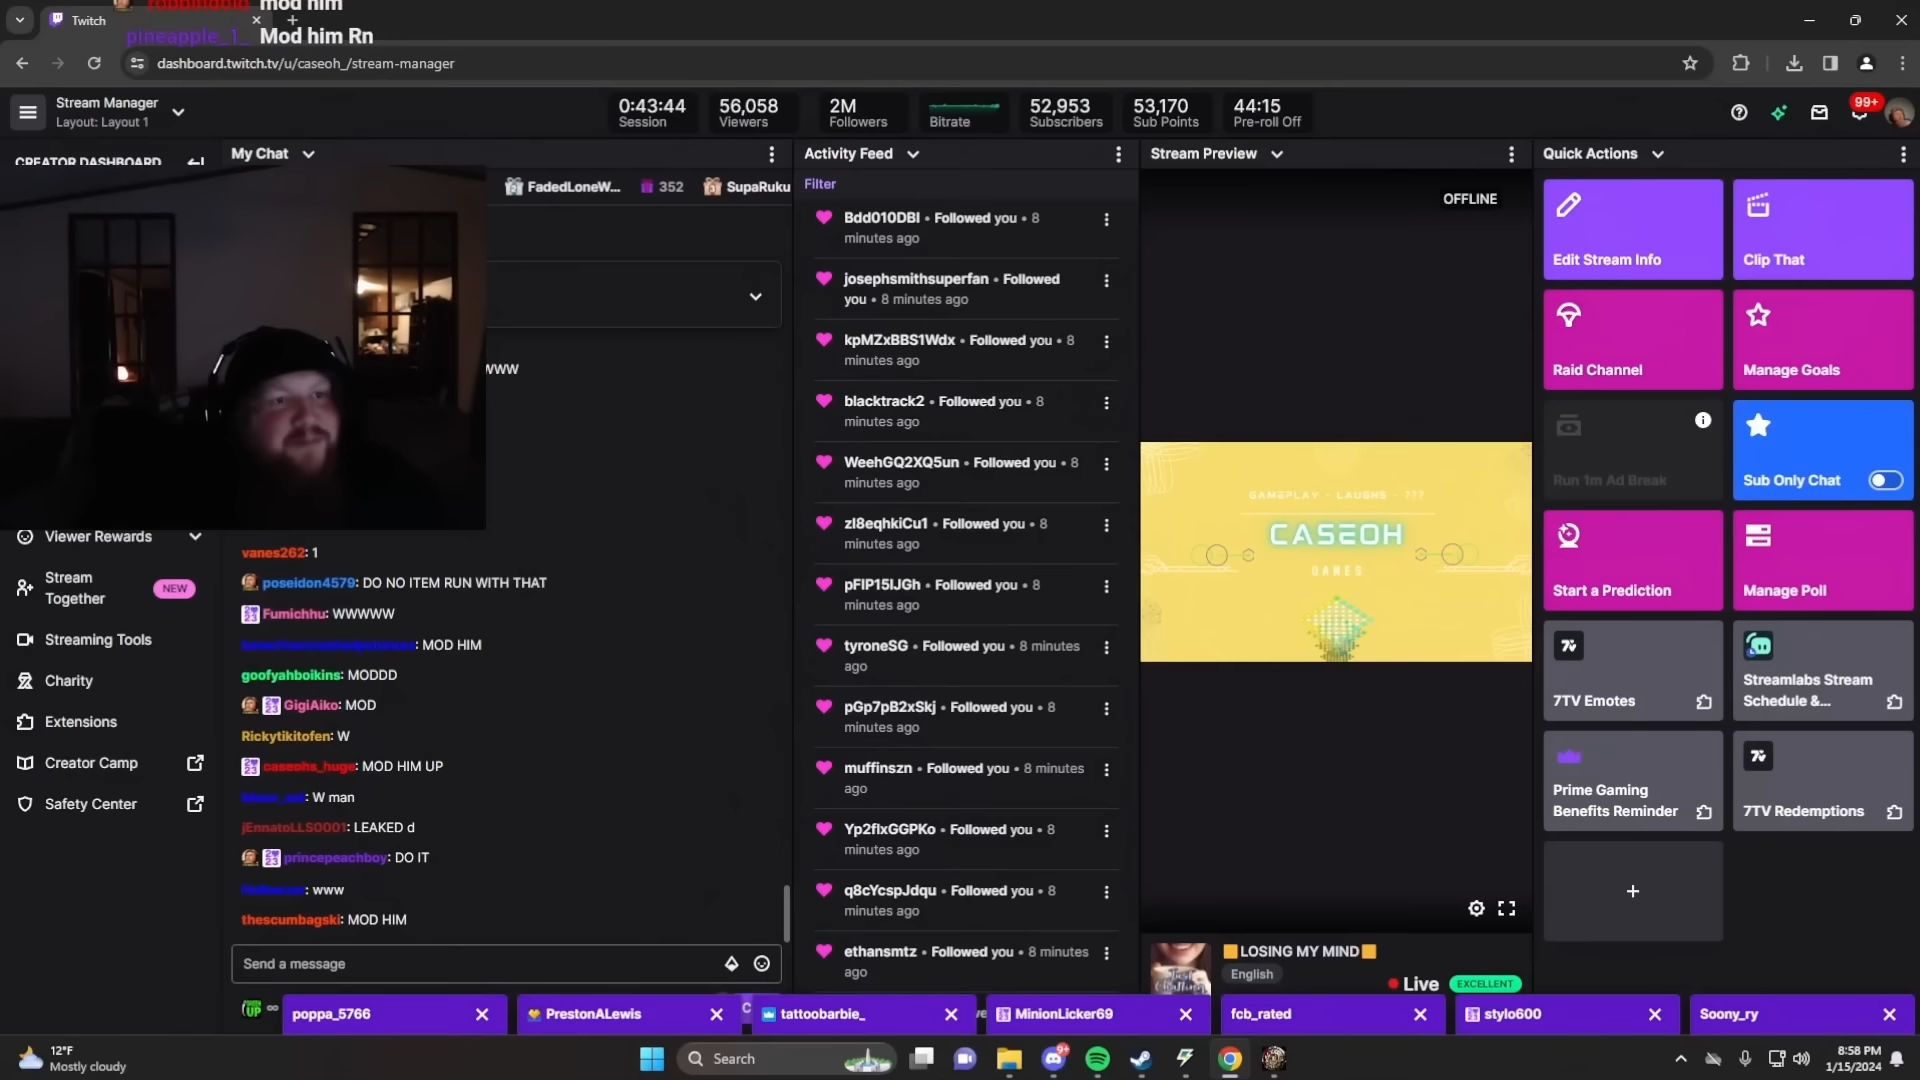 Twitch
mod him
pineapple_1_ Mod him Rn
dashboard.twitch.tv/u/caseoh_/stream-manager
Stream Manager
Layout: Layout 1
0:43:44
Session
56,058
Viewers
2M
Followers
Bitrate
52,953
Subscribers
53,170
Sub Points
44:15
Pre-roll Off
99+
CREATOR DASHBOARD
My Chat
FadedLoneW... 352 SupaRuku
WWW
Viewer Rewards
Stream
Together
NEW
Streaming Tools
Charity
Extensions
Creator Camp
Safety Center
vanes262: 1
poseidon4579: DO NO ITEM RUN WITH THAT
Fumichhu: WWWWW
: MOD HIM
goofyahboikins: MODDD
GigiAiko: MOD
Rickytikitofen: W
caseohs_huge: MOD HIM UP
: W man
jEnnatoLLS0001: LEAKED d
princepeachboy: DO IT
: www
thescumbagski: MOD HIM
Send a message
Activity Feed
Filter
Bdd010DBI • Followed you • 8
minutes ago
josephsmithsuperfan • Followed
you • 8 minutes ago
kpMZxBBS1Wdx • Followed you • 8
minutes ago
blacktrack2 • Followed you • 8
minutes ago
WeehGQ2XQ5un • Followed you • 8
minutes ago
zl8eqhkiCu1 • Followed you • 8
minutes ago
pFIP15IJGh • Followed you • 8
minutes ago
tyroneSG • Followed you • 8 minutes
ago
pGp7pB2xSkj • Followed you • 8
minutes ago
muffinszn • Followed you • 8 minutes
ago
Yp2flxGGPKo • Followed you • 8
minutes ago
q8cYcspJdqu • Followed you • 8
minutes ago
ethansmtz • Followed you • 8 minutes
ago
Stream Preview
OFFLINE
GAMEPLAY - LAUGHS - ???
CASEOH
GAMES
LOSING MY MIND
English
Live
EXCELLENT
Quick Actions
Edit Stream Info
Clip That
Raid Channel
Manage Goals
Run 1m Ad Break
Sub Only Chat
Start a Prediction
Manage Poll
7TV Emotes
Streamlabs Stream
Schedule &...
Prime Gaming
Benefits Reminder
7TV Redemptions
poppa_5766
PrestonALewis
tattoobarbie_
MinionLicker69
fcb_rated
stylo600
Soony_ry
12°F
Mostly cloudy
Search
8:58 PM
1/15/2024